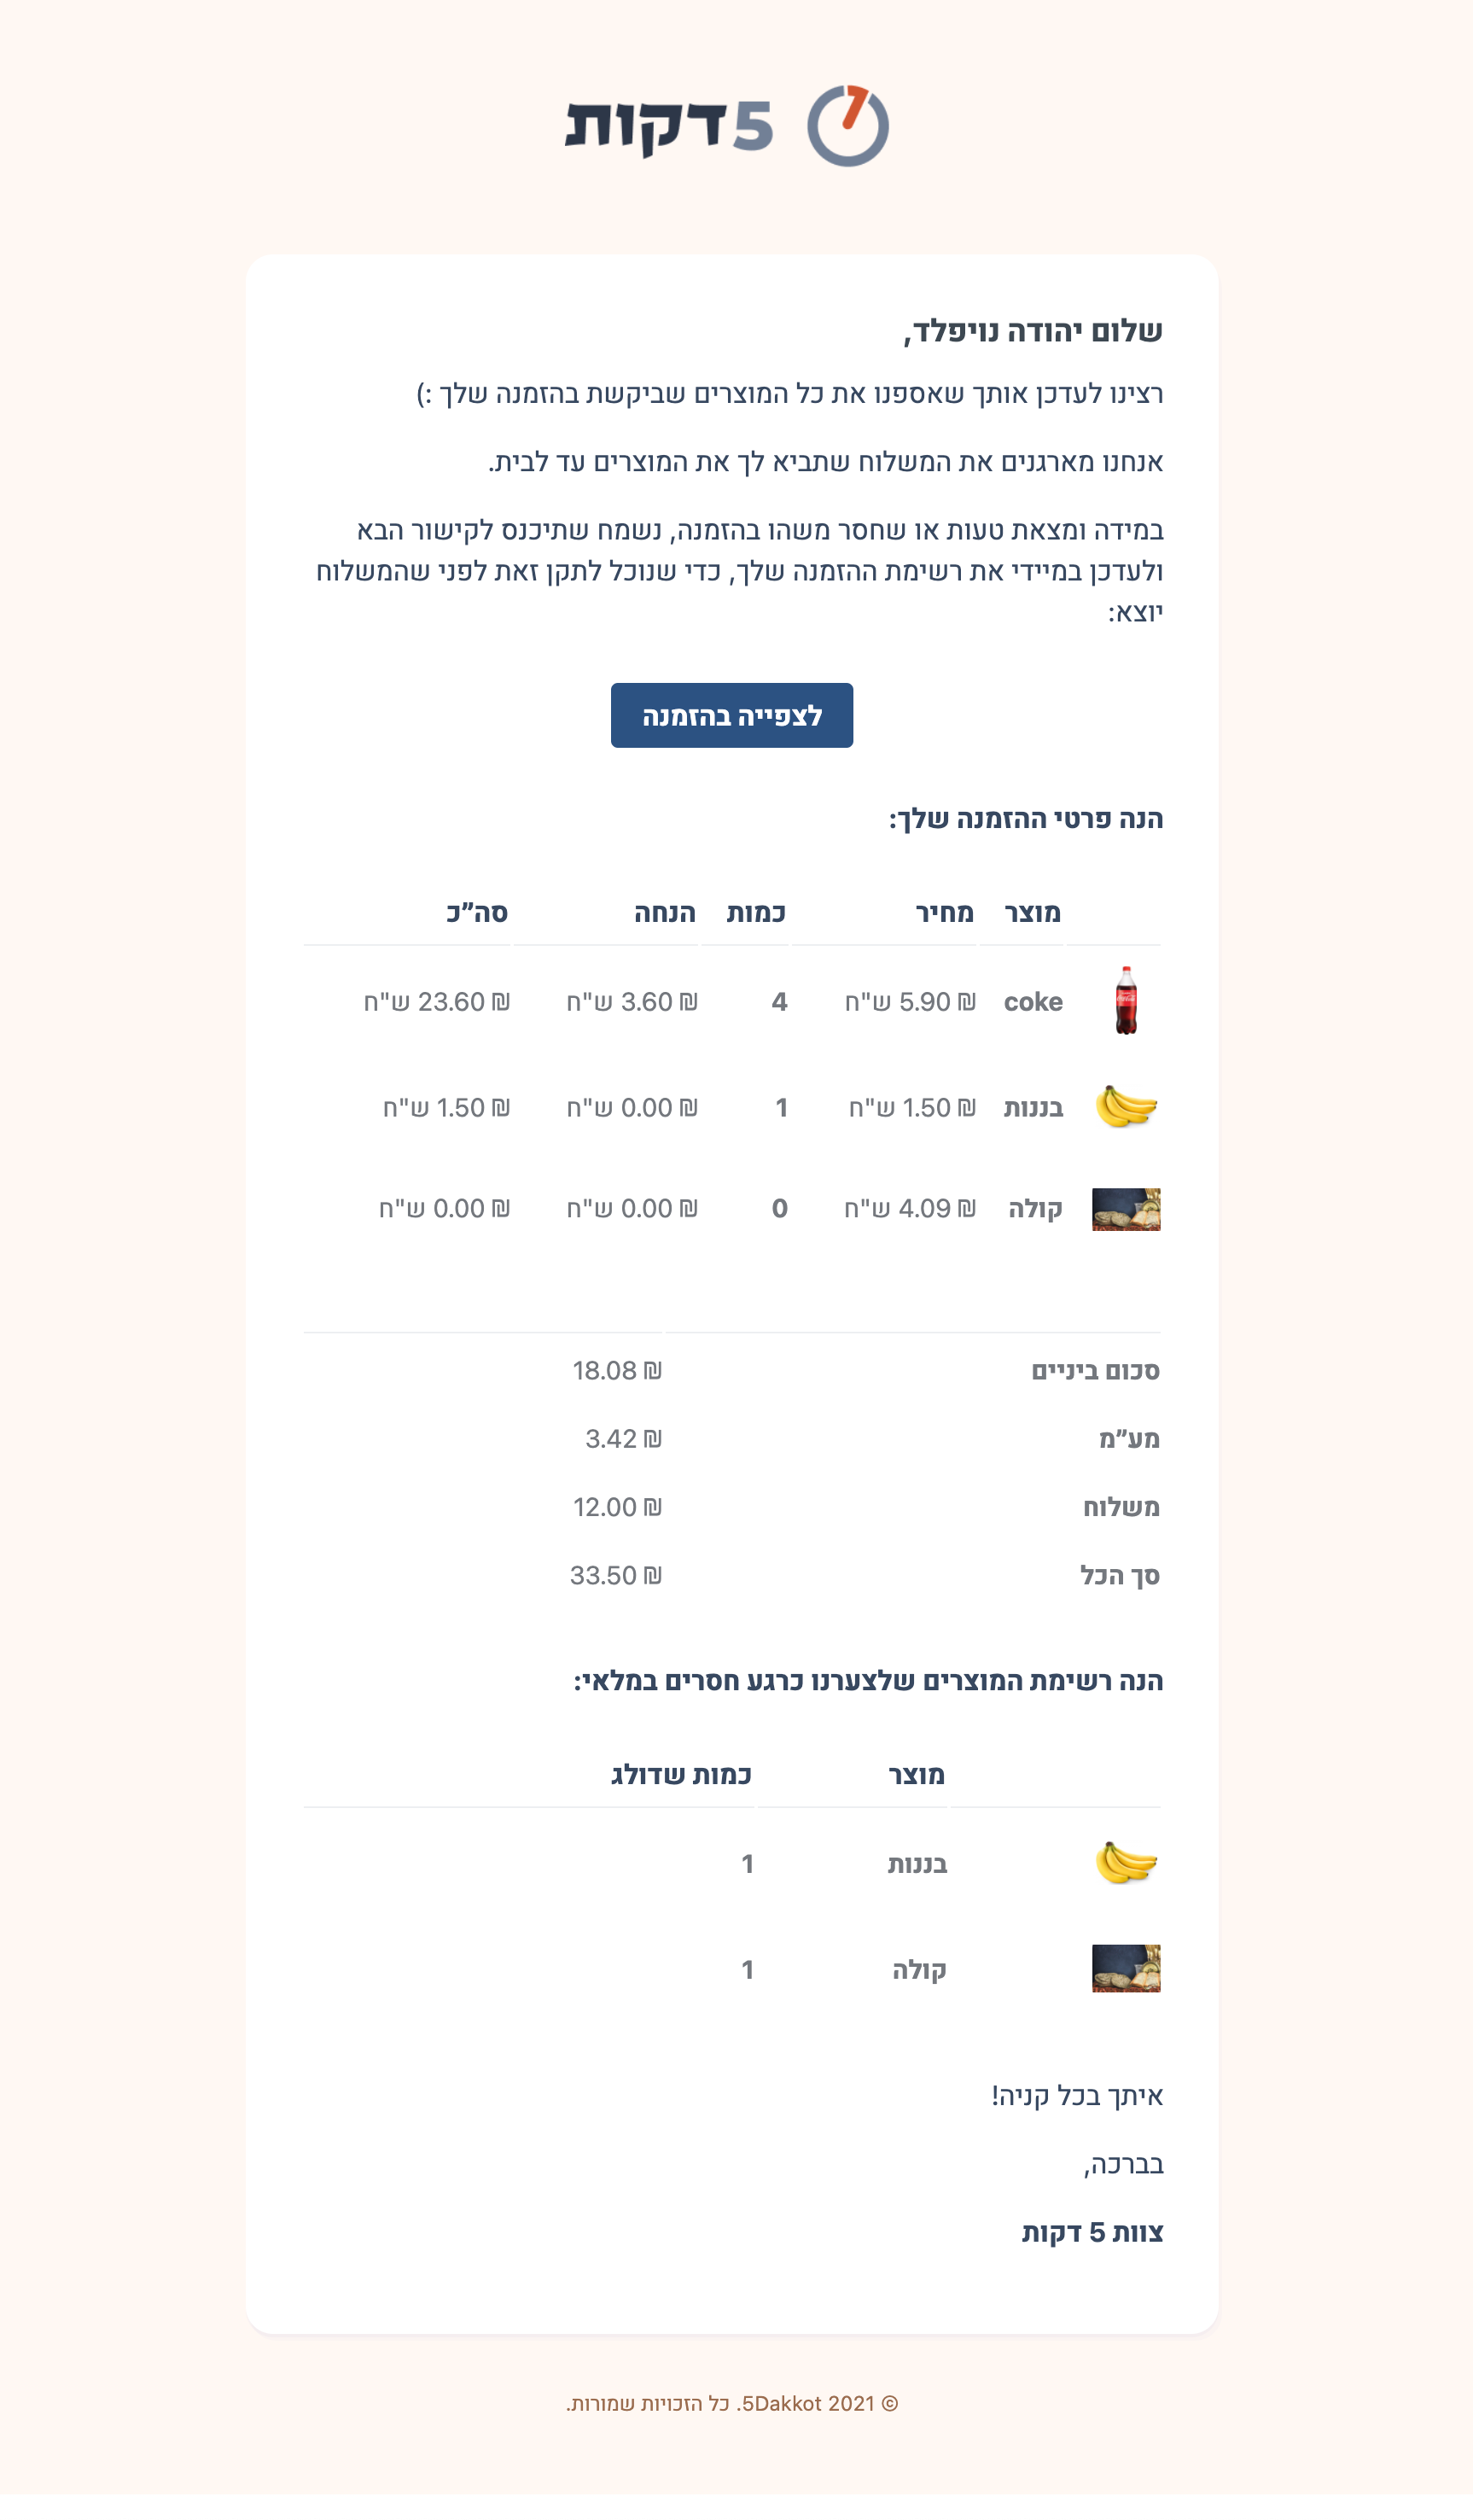 5דקות
שלום יהודה נויפלד,
רצינו לעדכן אותך שאספנו את כל המוצרים שביקשת בהזמנה שלך :)
אנחנו מארגנים את המשלוח שתביא לך את המוצרים עד לבית.
במידה ומצאת טעות או שחסר משהו בהזמנה, נשמח שתיכנס לקישור הבא
ולעדכן במיידי את רשימת ההזמנה שלך, כדי שנוכל לתקן זאת לפני שהמשלוח
יוצא:
לצפייה בהזמנה
הנה פרטי ההזמנה שלך:
מוצר מחיר כמות הנחה סה״כ
coke ₪ 5.90 ש"ח 4 ₪ 3.60 ש"ח ₪ 23.60 ש"ח
בננות ₪ 1.50 ש"ח 1 ₪ 0.00 ש"ח ₪ 1.50 ש"ח
קולה ₪ 4.09 ש"ח 0 ₪ 0.00 ש"ח ₪ 0.00 ש"ח
סכום ביניים ₪ 18.08
מע״מ ₪ 3.42
משלוח ₪ 12.00
סך הכל ₪ 33.50
הנה רשימת המוצרים שלצערנו כרגע חסרים במלאי:
מוצר כמות שדולג
בננות 1
קולה 1
איתך בכל קניה!
בברכה,
צוות 5 דקות
© 2021 5Dakkot. כל הזכויות שמורות.